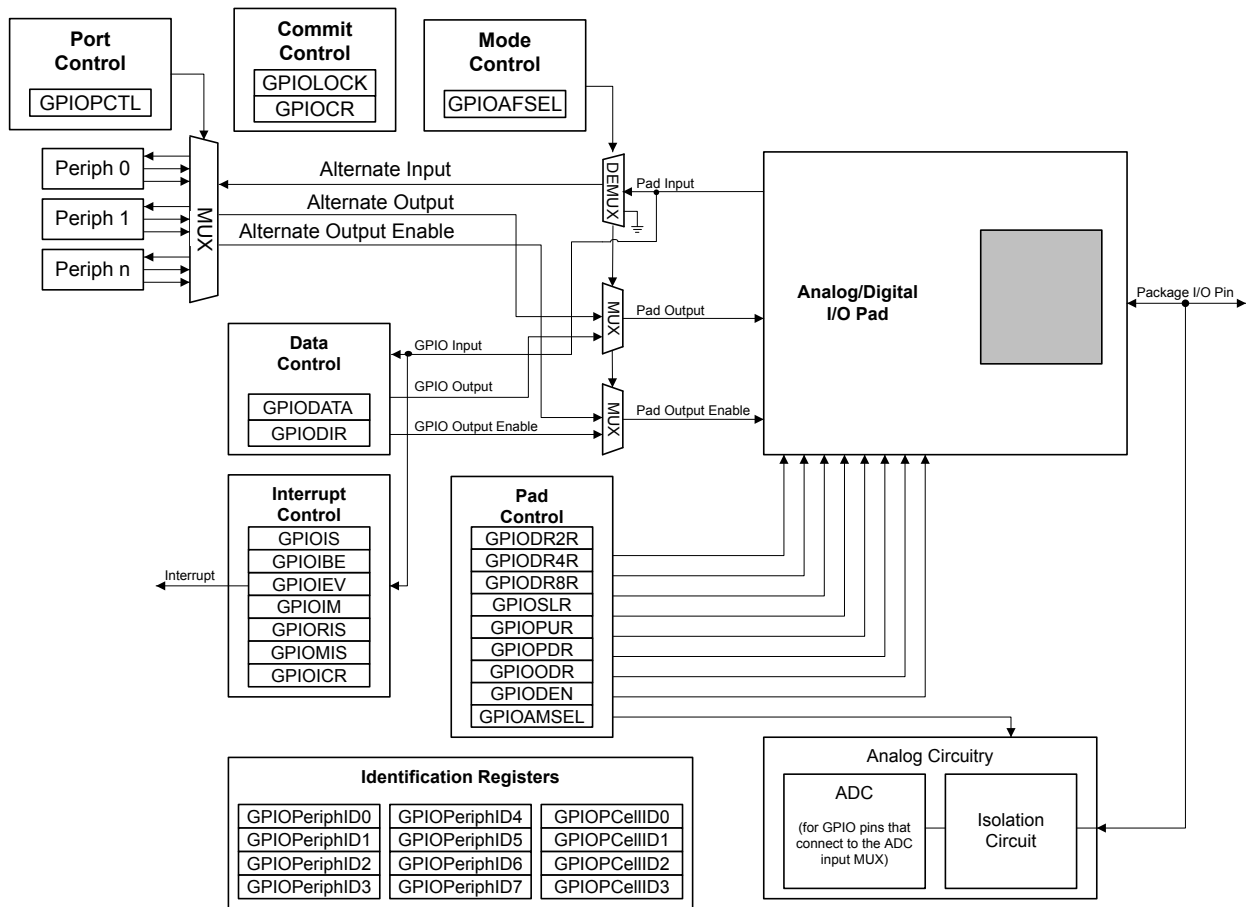 Port
Control
GPIOPCTL
Commit
Control
GPIOLOCK
GPIOCR
Mode
Control
GPIOAFSEL
Periph 0
Periph 1
Periph n
MUX
Alternate Input
Alternate Output
Alternate Output Enable
DEMUX
Pad Input
MUX
Pad Output
MUX
Pad Output Enable
Analog/Digital
I/O Pad
Package I/O Pin
Data
Control
GPIODATA
GPIODIR
GPIO Input
GPIO Output
GPIO Output Enable
Interrupt
Control
GPIOIS
GPIOIBE
GPIOIEV
GPIOIM
GPIORIS
GPIOMIS
GPIOICR
Interrupt
Pad
Control
GPIODR2R
GPIODR4R
GPIODR8R
GPIOSLR
GPIOPUR
GPIOPDR
GPIOODR
GPIODEN
GPIOAMSEL
Analog Circuitry
ADC
(for GPIO pins that
connect to the ADC
input MUX)
Isolation
Circuit
Identification Registers
GPIOPeriphID0
GPIOPeriphID1
GPIOPeriphID2
GPIOPeriphID3
GPIOPeriphID4
GPIOPeriphID5
GPIOPeriphID6
GPIOPeriphID7
GPIOPCellID0
GPIOPCellID1
GPIOPCellID2
GPIOPCellID3